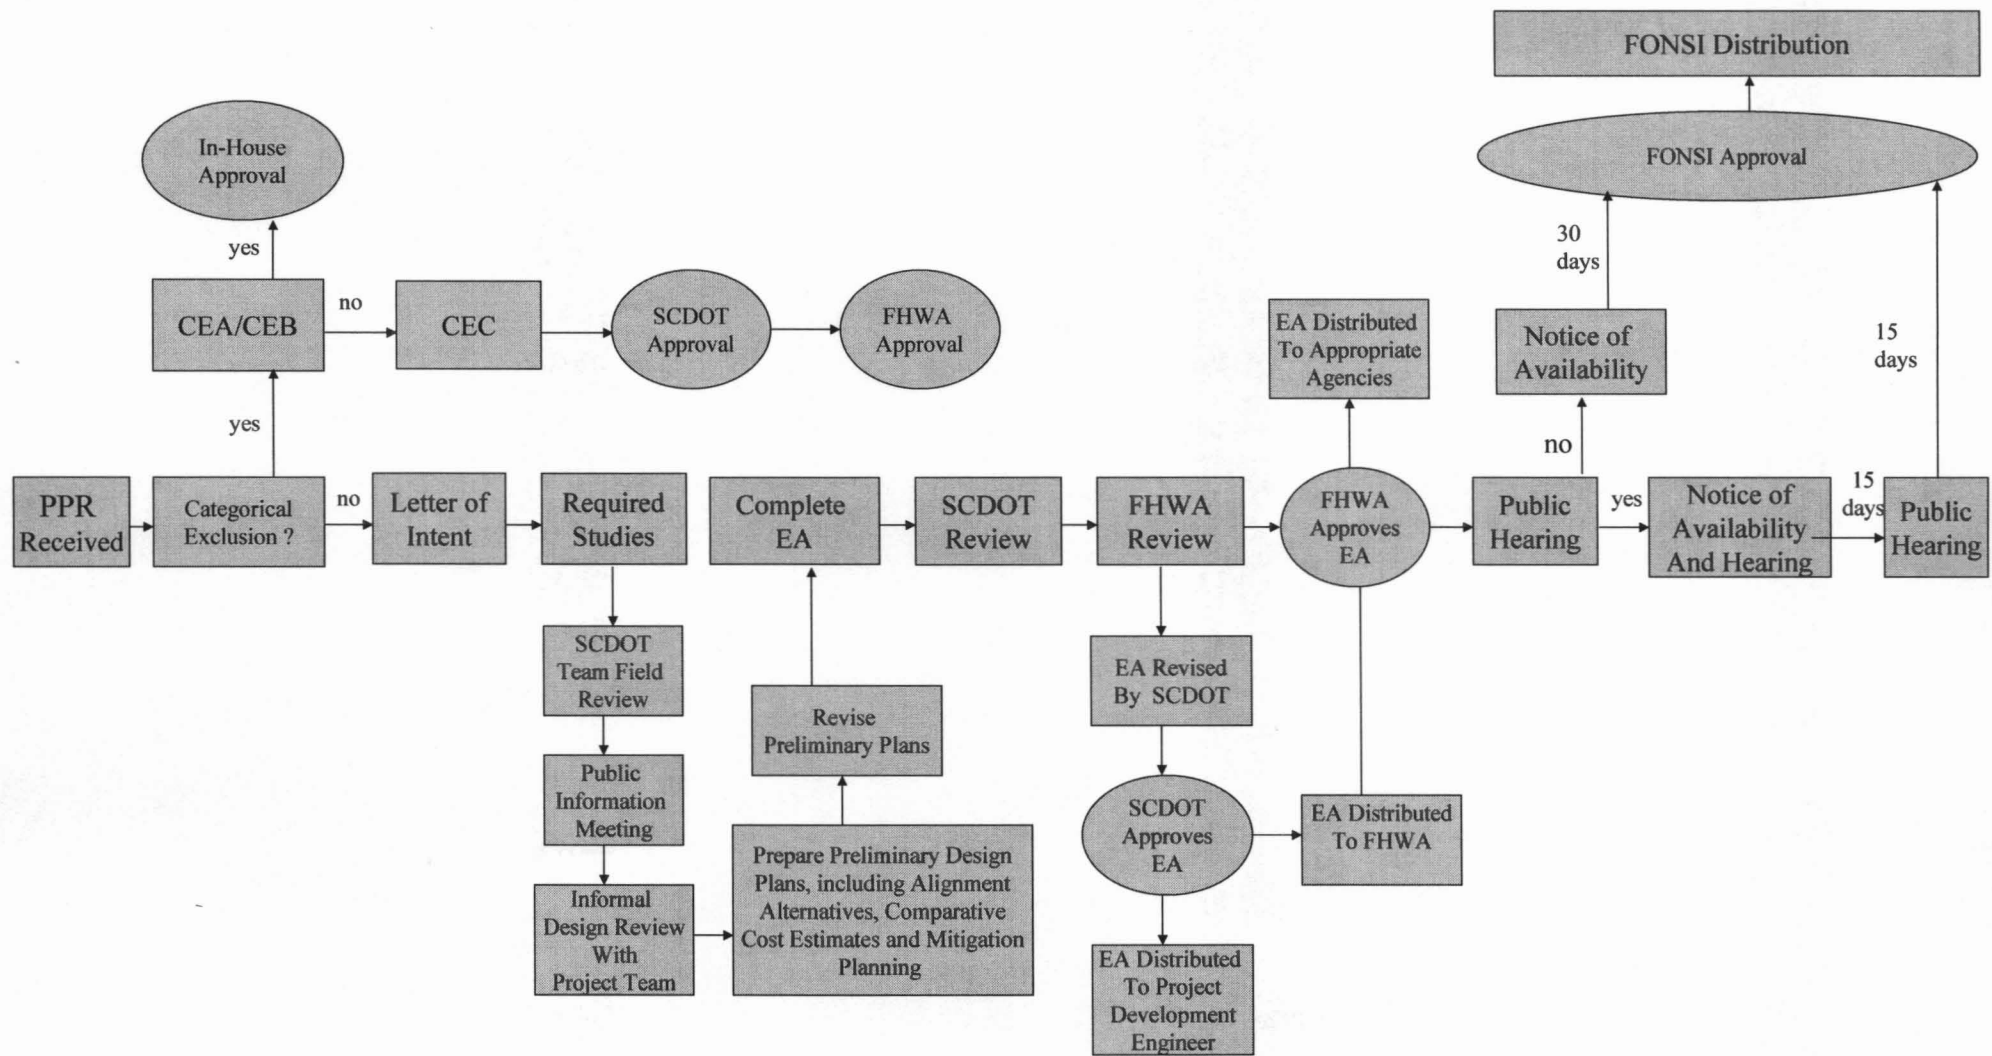 FONSI Distribution
FONSI Approval
In-House
Approval
yes
30
days
CEA/CEB
no
CEC
SCDOT
Approval
FHWA
Approval
EA Distributed
To Appropriate
Agencies
Notice of
Availability
15
days
yes
no
PPR
Received
Categorical
Exclusion ?
no
Letter of
Intent
Required
Studies
Complete
EA
SCDOT
Review
FHWA
Review
FHWA
Approves
EA
Public
Hearing
yes
Notice of
Availability
And Hearing
15
days
Public
Hearing
SCDOT
Team Field
Review
EA Revised
By SCDOT
Revise
Preliminary Plans
Public
Information
Meeting
SCDOT
Approves
EA
EA Distributed
To FHWA
Informal
Design Review
With
Project Team
Prepare Preliminary Design
Plans, including Alignment
Alternatives, Comparative
Cost Estimates and Mitigation
Planning
EA Distributed
To Project
Development
Engineer